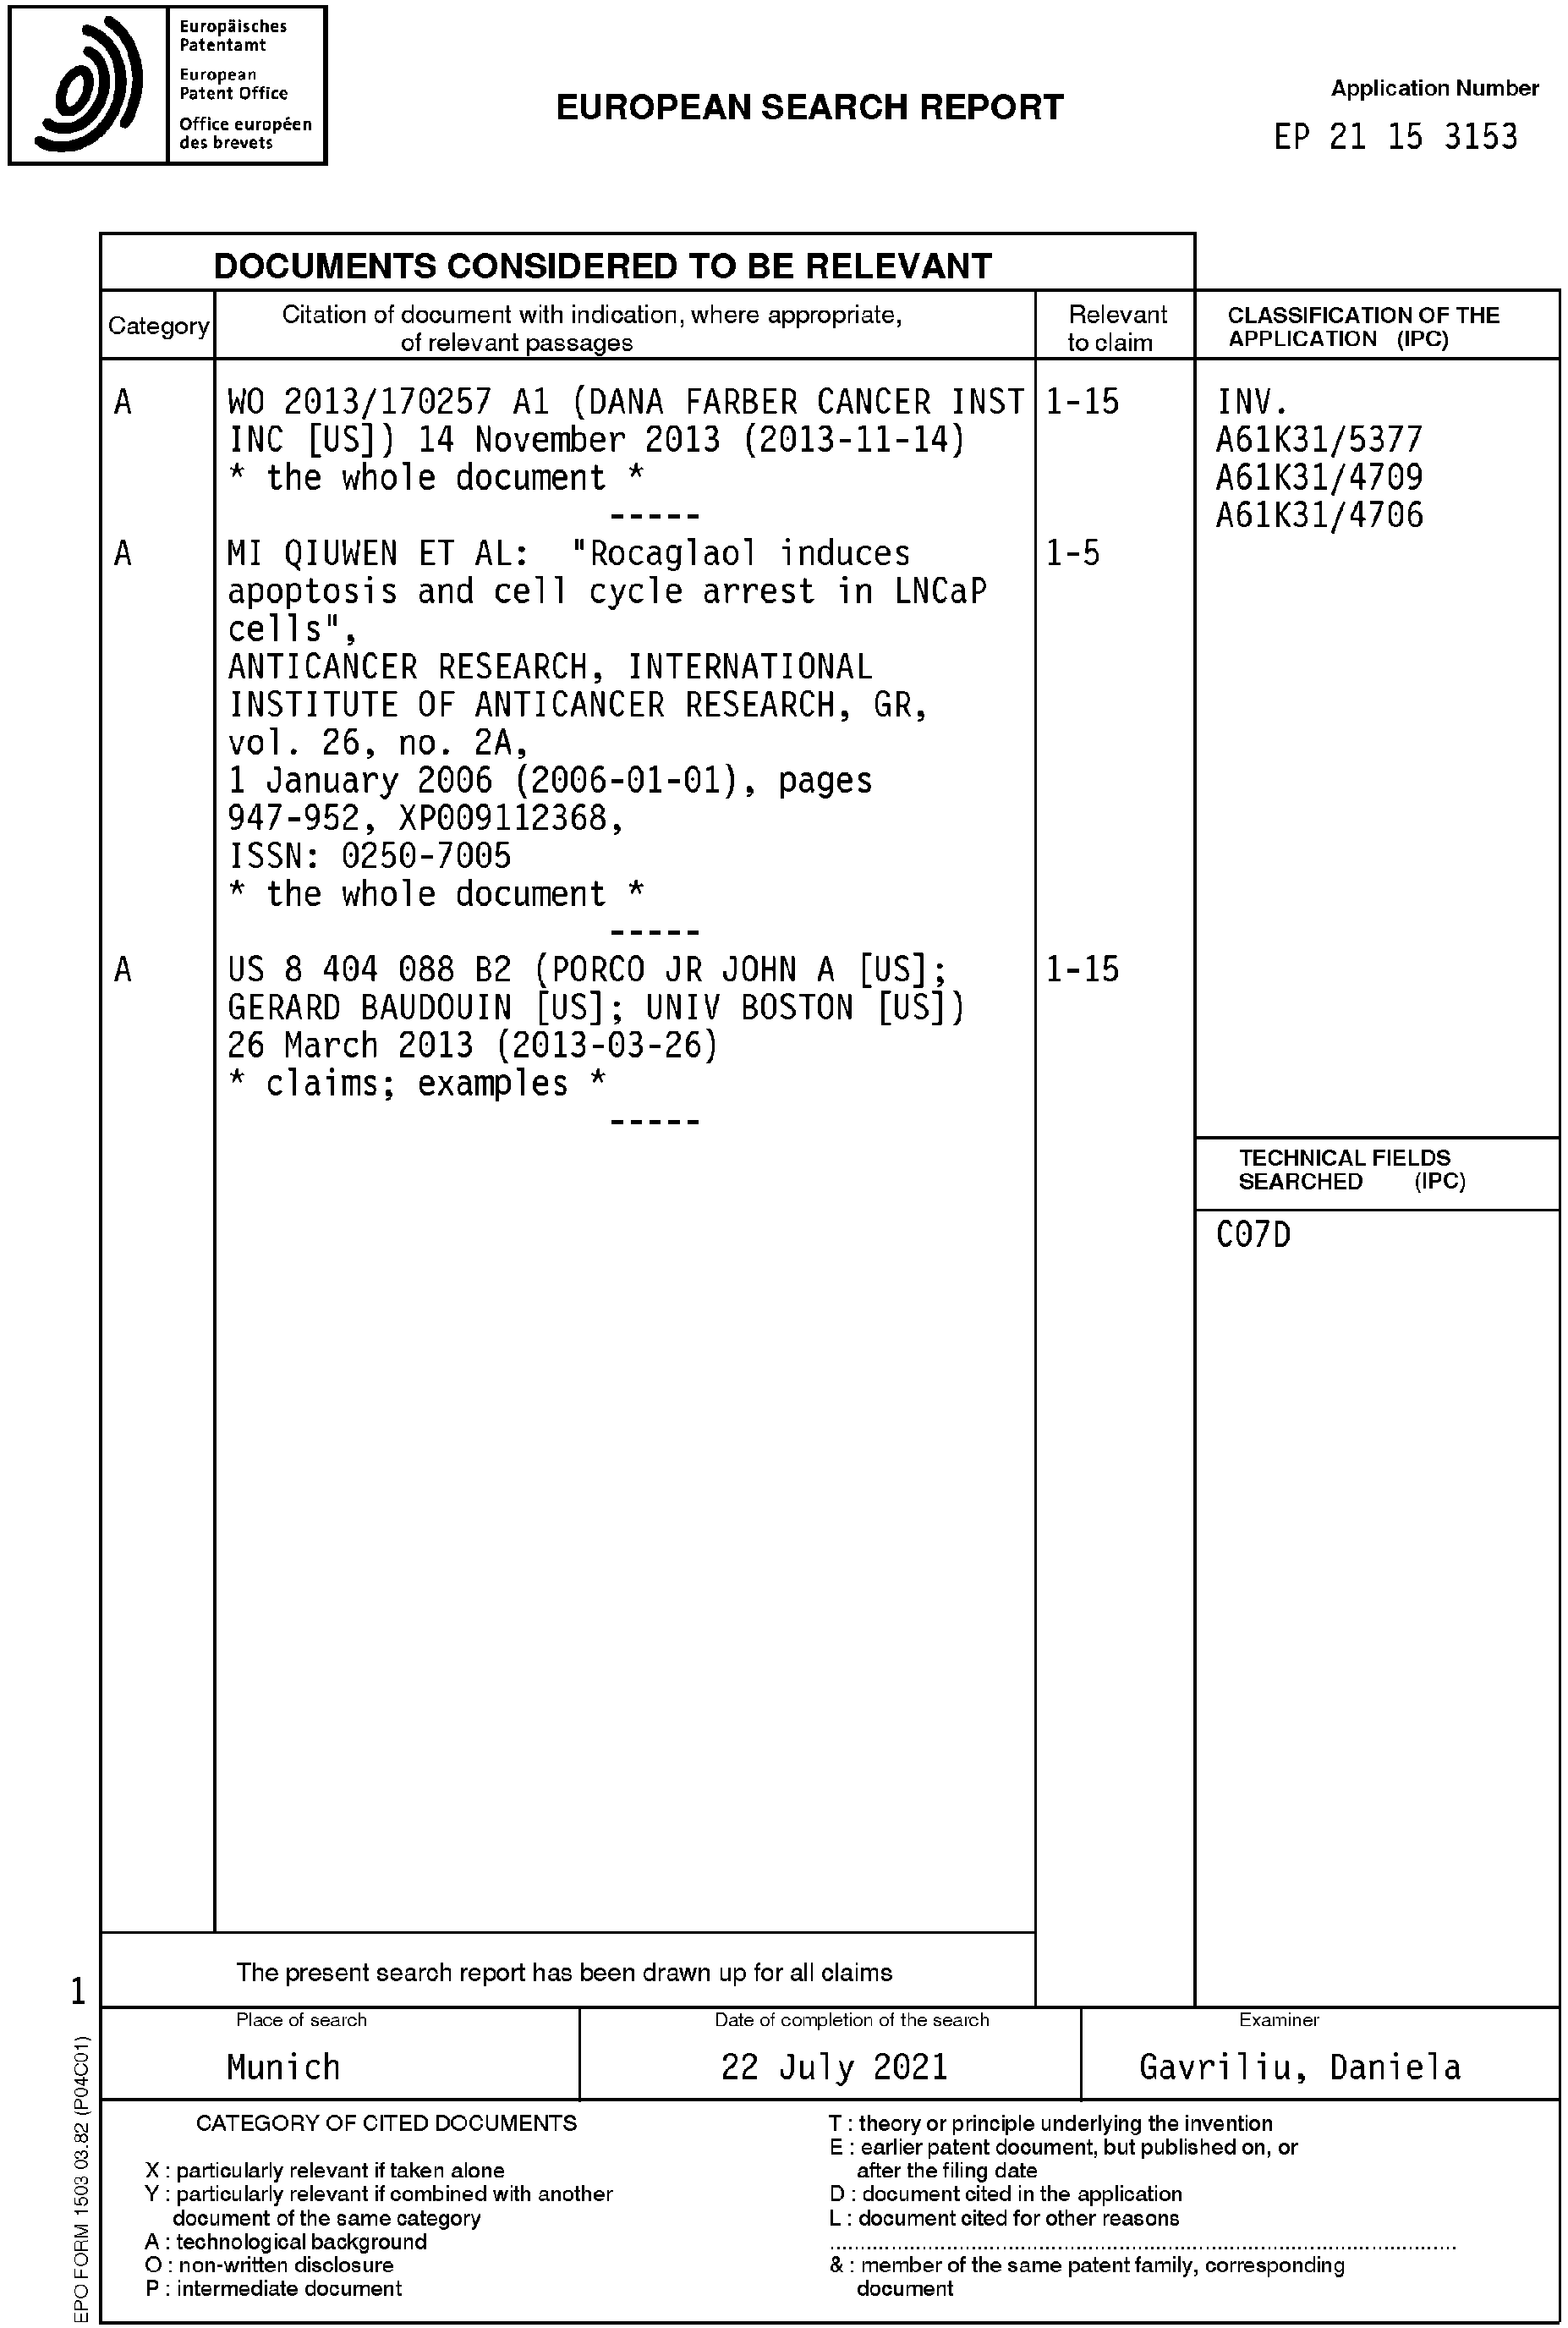 Europäisches
Patentamt
European
Patent Office
Office européen
des brevets
EUROPEAN SEARCH REPORT
Application Number
EP 21 15 3153
DOCUMENTS CONSIDERED TO BE RELEVANT
Category
Citation of document with indication, where appropriate,
of relevant passages
Relevant
to claim
CLASSIFICATION OF THE
APPLICATION (IPC)
A
WO 2013/170257 A1 (DANA FARBER CANCER INST
INC [US]) 14 November 2013 (2013-11-14)
* the whole document *
-----
1-15
A
MI QIUWEN ET AL: "Rocaglaol induces
apoptosis and cell cycle arrest in LNCaP
cells",
ANTICANCER RESEARCH, INTERNATIONAL
INSTITUTE OF ANTICANCER RESEARCH, GR,
vol. 26, no. 2A,
1 January 2006 (2006-01-01), pages
947-952, XP009112368,
ISSN: 0250-7005
* the whole document *
-----
1-5
A
US 8 404 088 B2 (PORCO JR JOHN A [US];
GERARD BAUDOUIN [US]; UNIV BOSTON [US])
26 March 2013 (2013-03-26)
* claims; examples *
-----
1-15
INV.
A61K31/5377
A61K31/4709
A61K31/4706
TECHNICAL FIELDS
SEARCHED (IPC)
C07D
The present search report has been drawn up for all claims
1
EPO FORM 1503 03.82 (P04C01)
Place of search
Munich
Date of completion of the search
22 July 2021
Examiner
Gavriliu, Daniela
CATEGORY OF CITED DOCUMENTS
X : particularly relevant if taken alone
Y : particularly relevant if combined with another
document of the same category
A : technological background
O : non-written disclosure
P : intermediate document
T : theory or principle underlying the invention
E : earlier patent document, but published on, or
after the filing date
D : document cited in the application
L : document cited for other reasons
& : member of the same patent family, corresponding
document